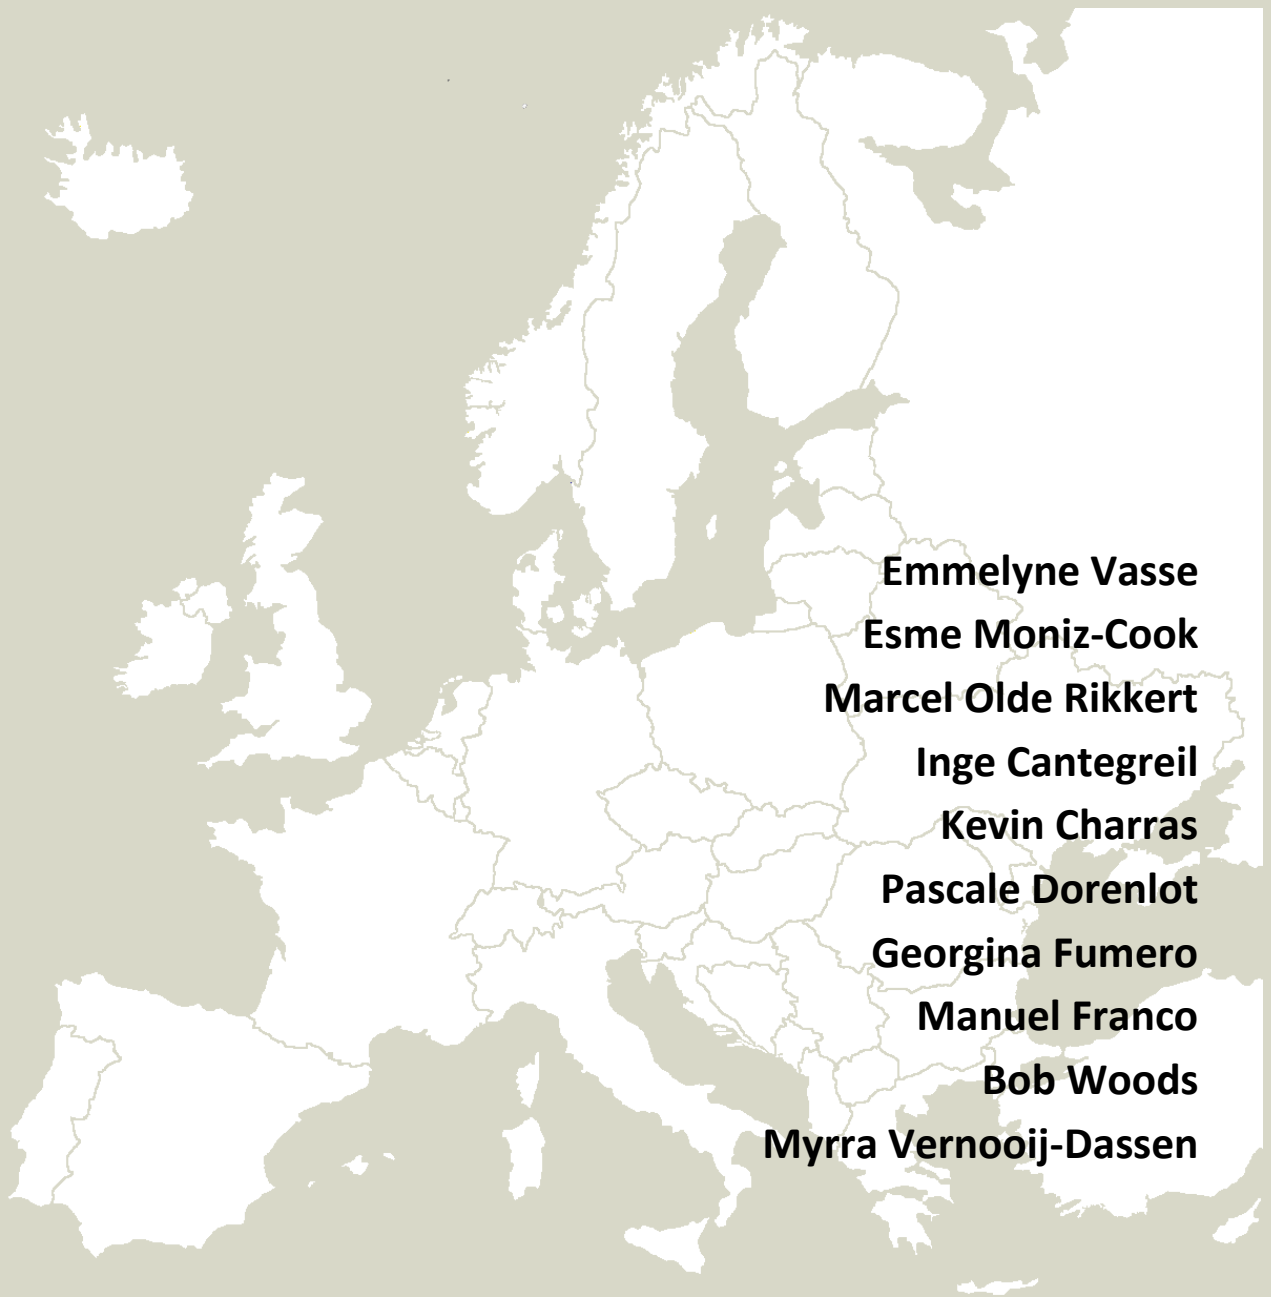 Emmelyne Vasse
Esme Moniz-Cook
Marcel Olde Rikkert
Inge Cantegreil
Kevin Charras
Pascale Dorenlot
Georgina Fumero
Manuel Franco
Bob Woods
Myrra Vernooij-Dassen